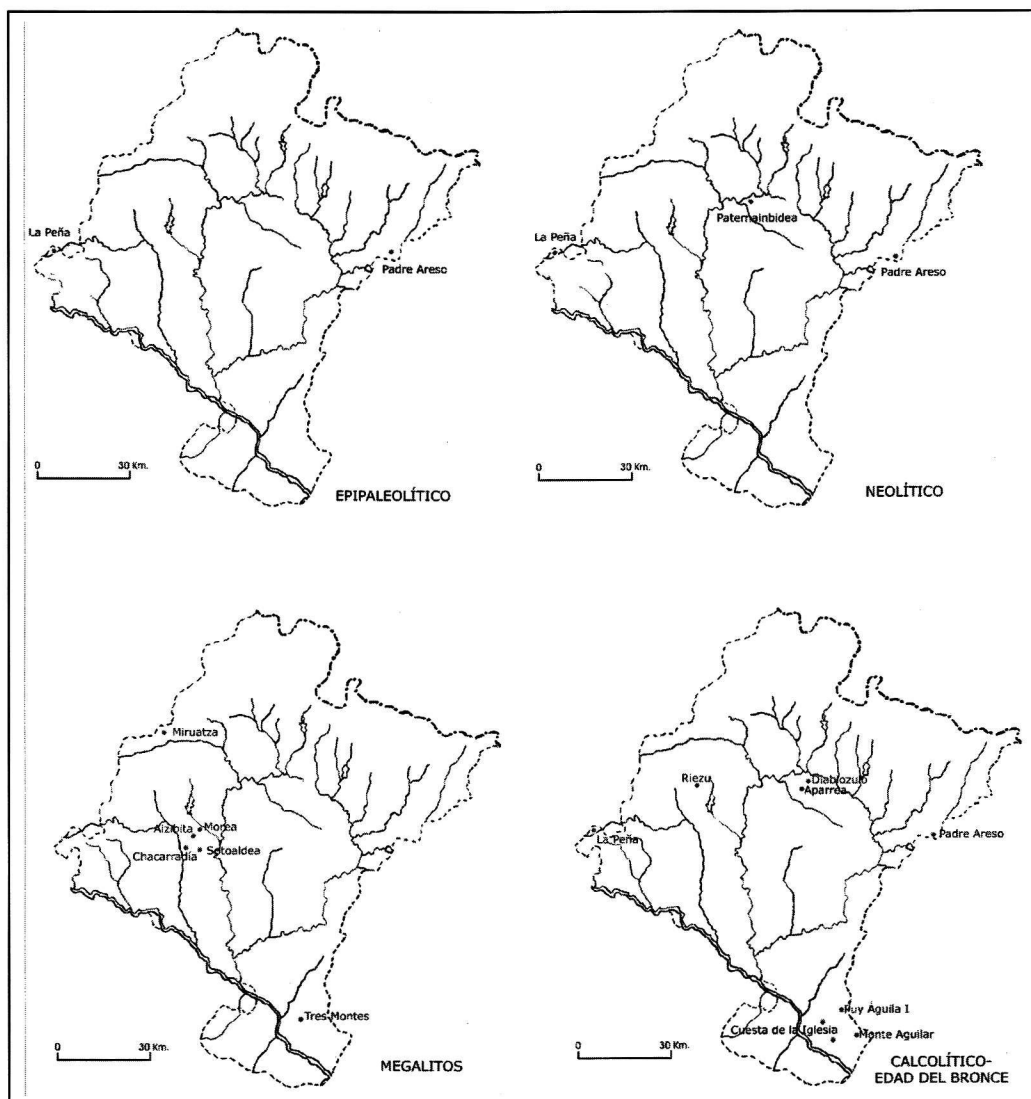 La Peña
Padre Areso
0 30 Km.
EPIPALEOLÍTICO
Paternainbidea
La Peña
Padre Areso
0 30 Km.
NEOLÍTICO
Miruatza
Aizibita
Morea
Chacarradía
Sotoaldea
Tres Montes
0 30 Km.
MEGALITOS
Riezu
Diablozulo
Aparrea
La Peña
Padre Areso
Puy Águila I
Cuesta de la Iglesia
Monte Aguilar
0 30 Km.
CALCOLÍTICO-
EDAD DEL BRONCE